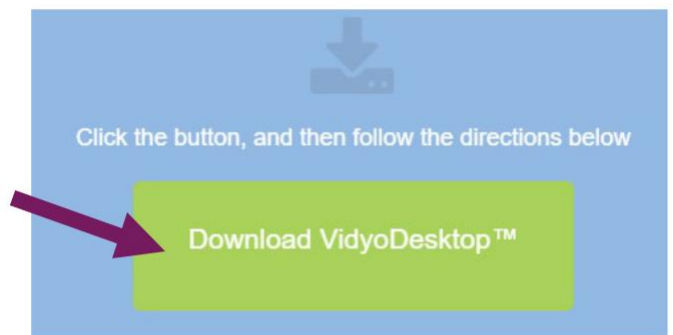 Click the button, and then follow the directions below
Download VidyoDesktop™